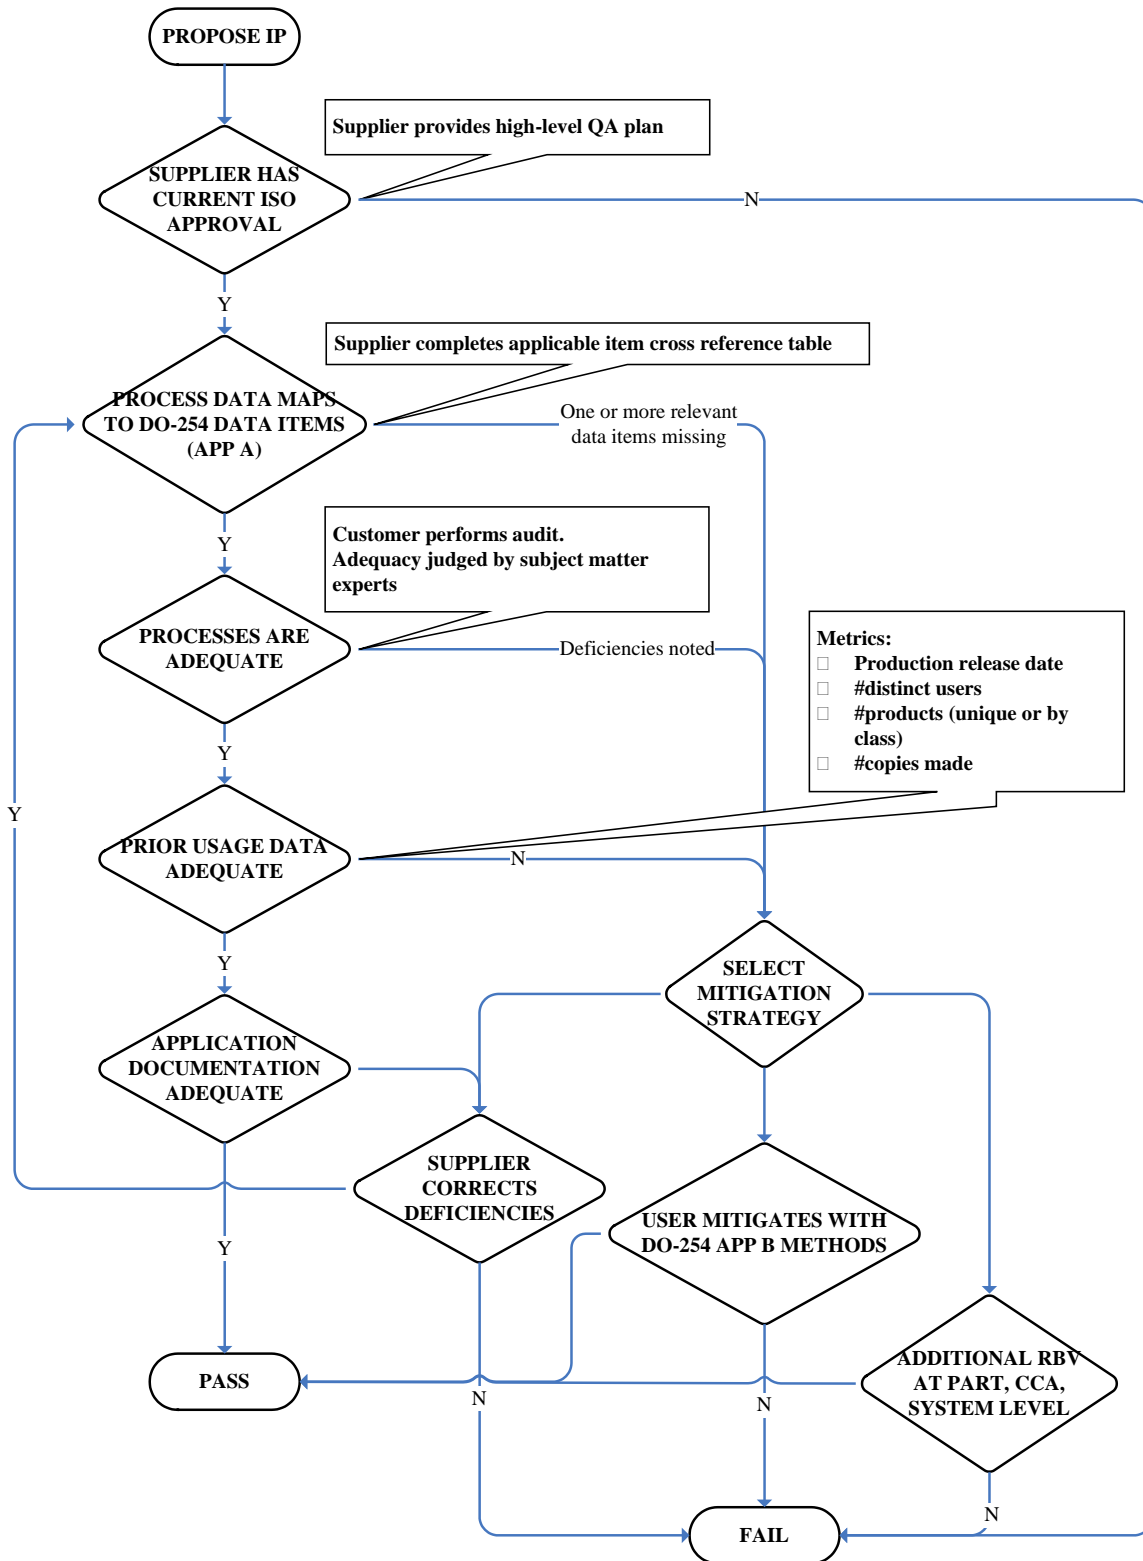 PROPOSE IP
Supplier provides high-level QA plan
SUPPLIER HAS
CURRENT ISO
APPROVAL
N
Y
Supplier completes applicable item cross reference table
PROCESS DATA MAPS
TO DO-254 DATA ITEMS
(APP A)
One or more relevant
data items missing
Y
Customer performs audit.
Adequacy judged by subject matter
experts
PROCESSES ARE
ADEQUATE
Deficiencies noted
Metrics:
Production release date
#distinct users
#products (unique or by
class)
#copies made
Y
Y
PRIOR USAGE DATA
ADEQUATE
N
Y
SELECT
MITIGATION
STRATEGY
APPLICATION
DOCUMENTATION
ADEQUATE
SUPPLIER
CORRECTS
DEFICIENCIES
USER MITIGATES WITH
DO-254 APP B METHODS
Y
ADDITIONAL RBV
AT PART, CCA,
SYSTEM LEVEL
PASS
N
N
N
FAIL